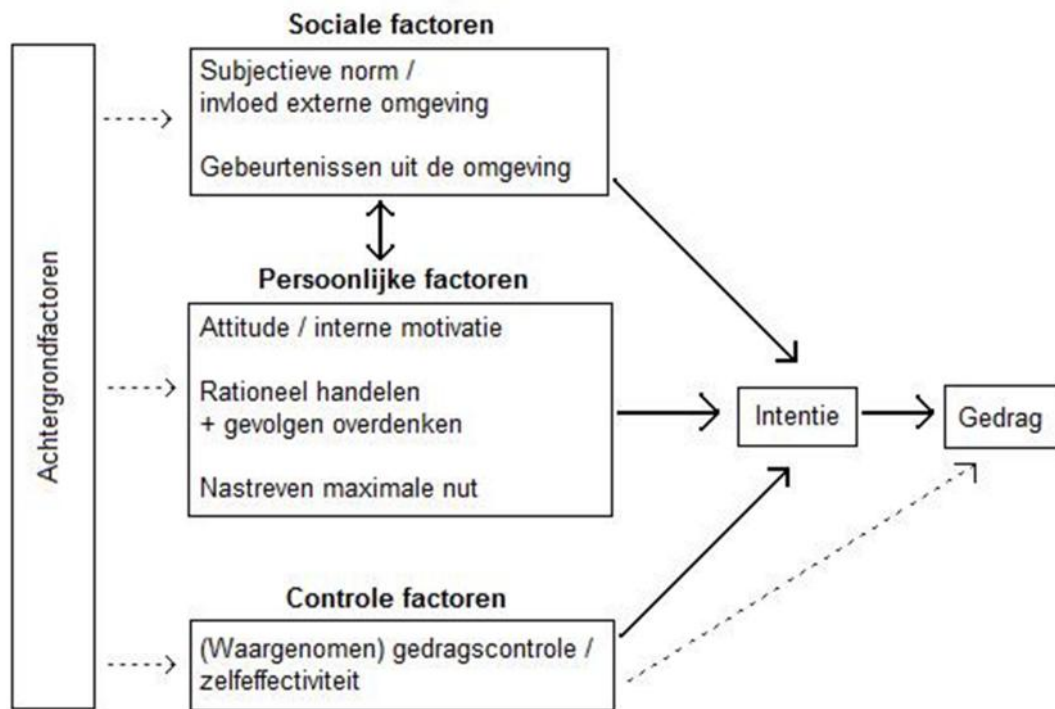 Achtergrondfactoren
Sociale factoren
Subjectieve norm /
invloed externe omgeving
Gebeurtenissen uit de omgeving
Persoonlijke factoren
Attitude / interne motivatie
Rationeel handelen
+ gevolgen overdenken
Nastreven maximale nut
Controle factoren
(Waargenomen) gedragscontrole /
zelfeffectiviteit
Intentie
Gedrag